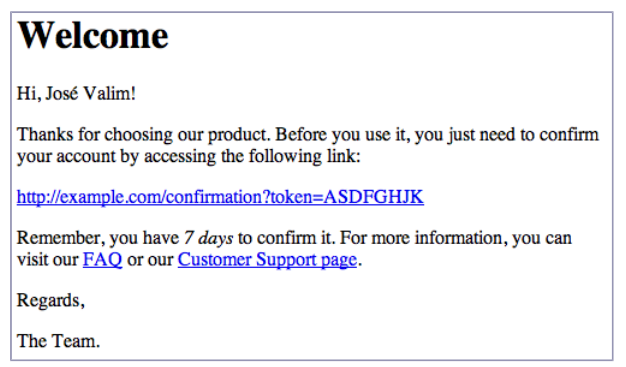 Welcome
Hi, José Valim!
Thanks for choosing our product. Before you use it, you just need to confirm
your account by accessing the following link:
http://example.com/confirmation?token=ASDFGHJK
Remember, you have 7 days to confirm it. For more information, you can
visit our FAQ or our Customer Support page.
Regards,
The Team.